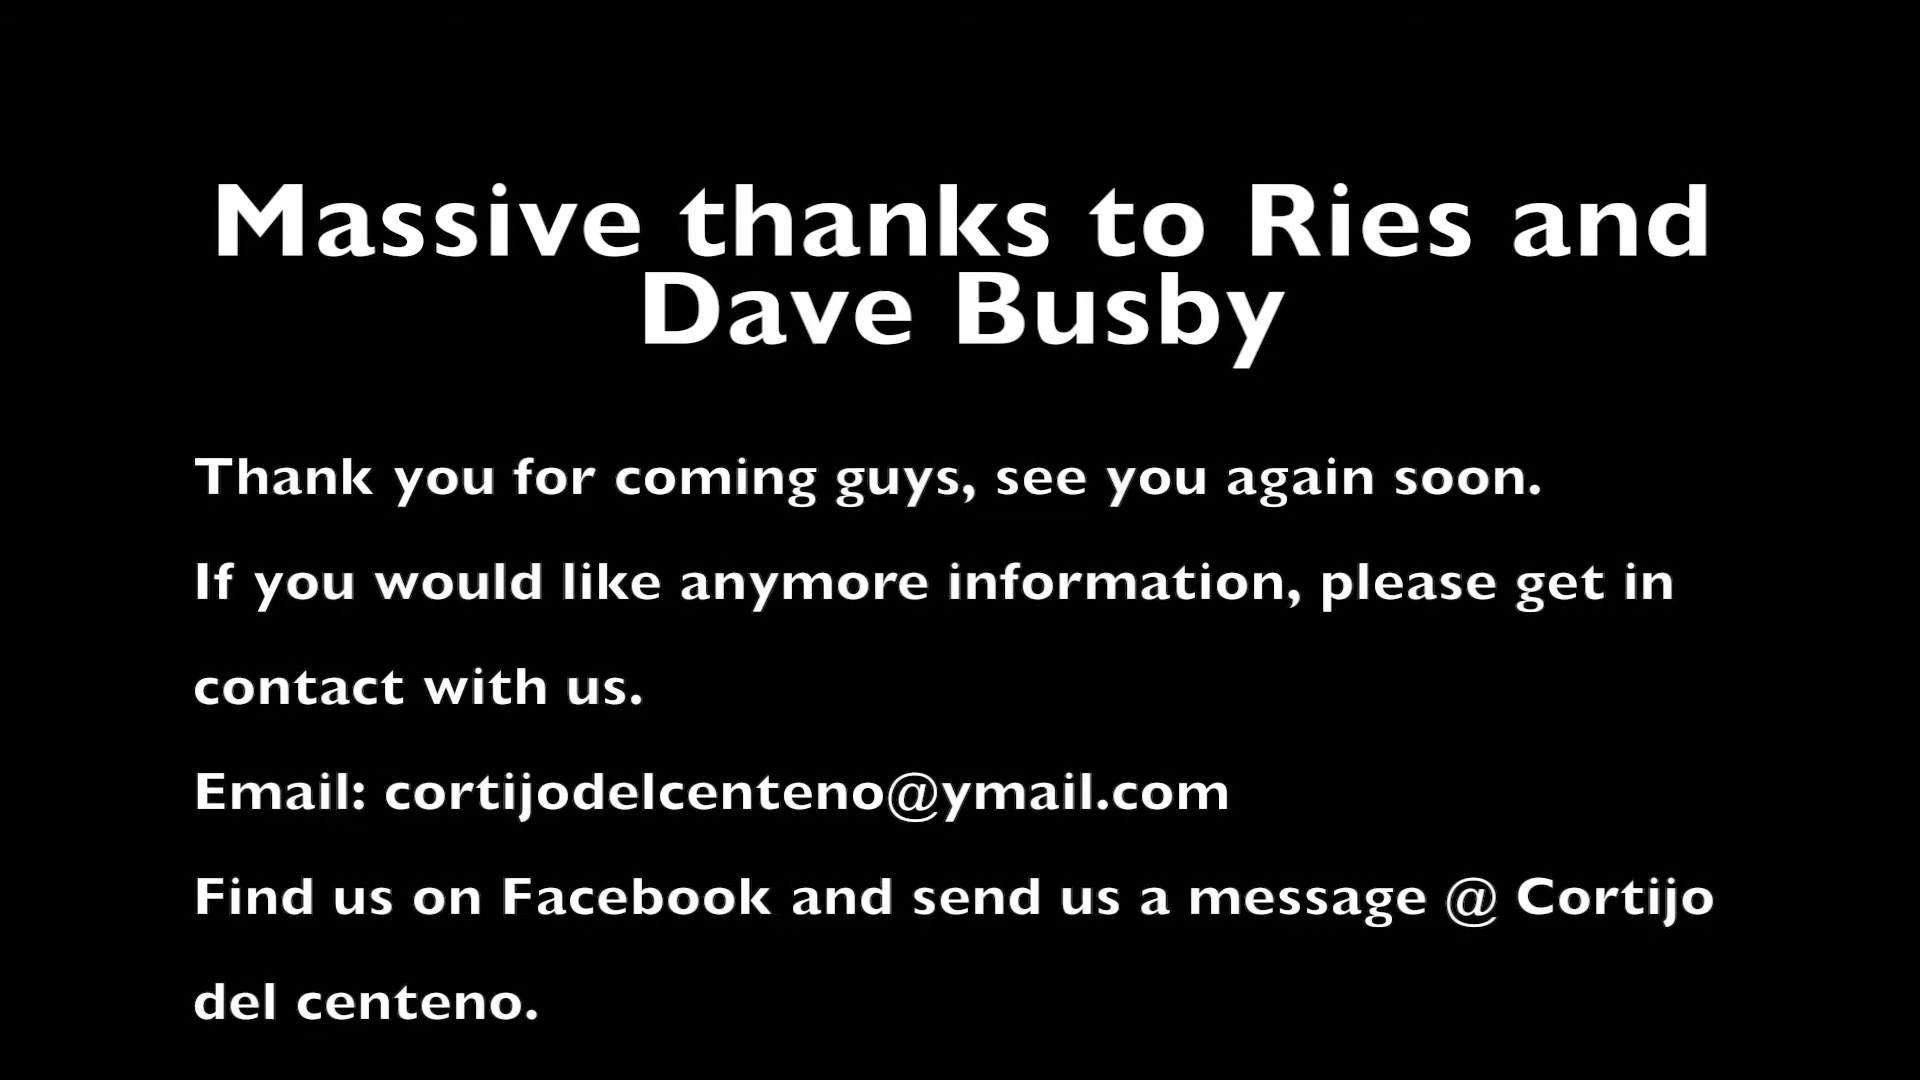 Massive thanks to Ries and
Dave Busby
Thank you for coming guys, see you again soon.
If you would like anymore information, please get in
contact with us.
Email: cortijodelcenteno@ymail.com
Find us on Facebook and send us a message @ Cortijo
del centeno.